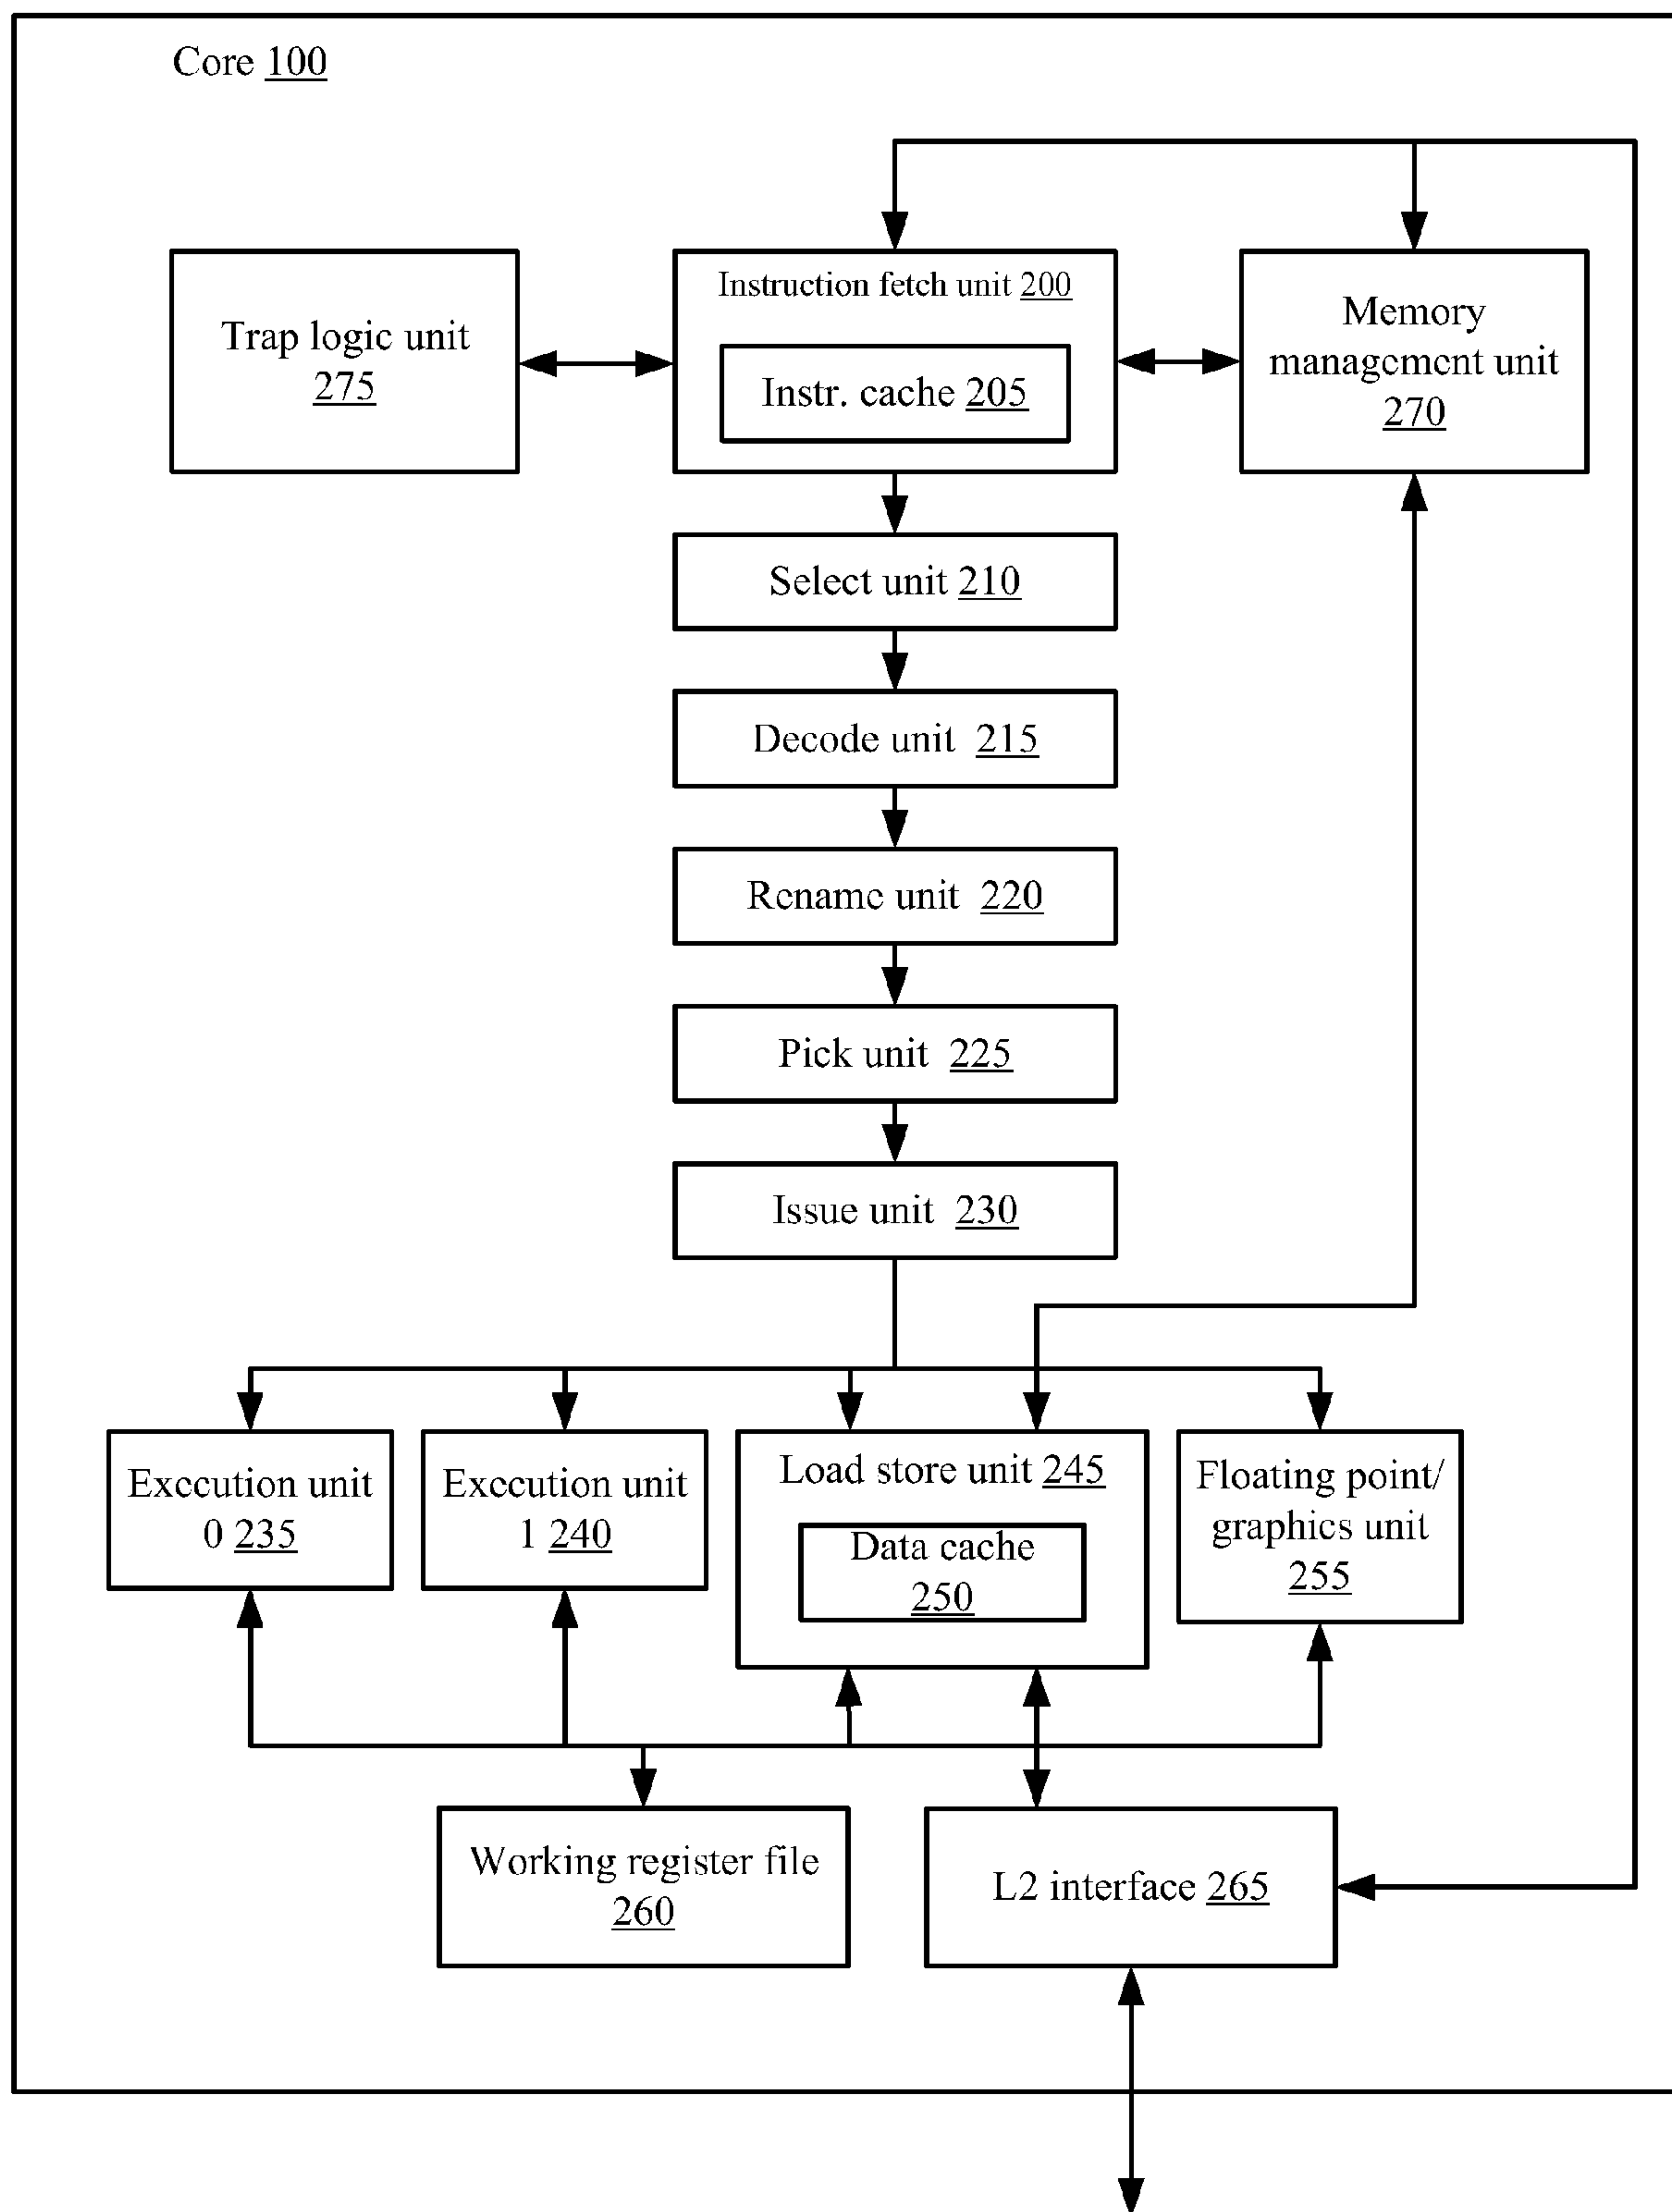 Core 100
Instruction fetch unit 200
Trap logic unit
275
Instr. cache 205
Memory
management unit
270
Select unit 210
Decode unit 215
Rename unit 220
Pick unit 225
Issue unit 230
Execution unit
0 235
Execution unit
1 240
Load store unit 245
Data cache
250
Floating point/
graphics unit
255
Working register file
260
L2 interface 265